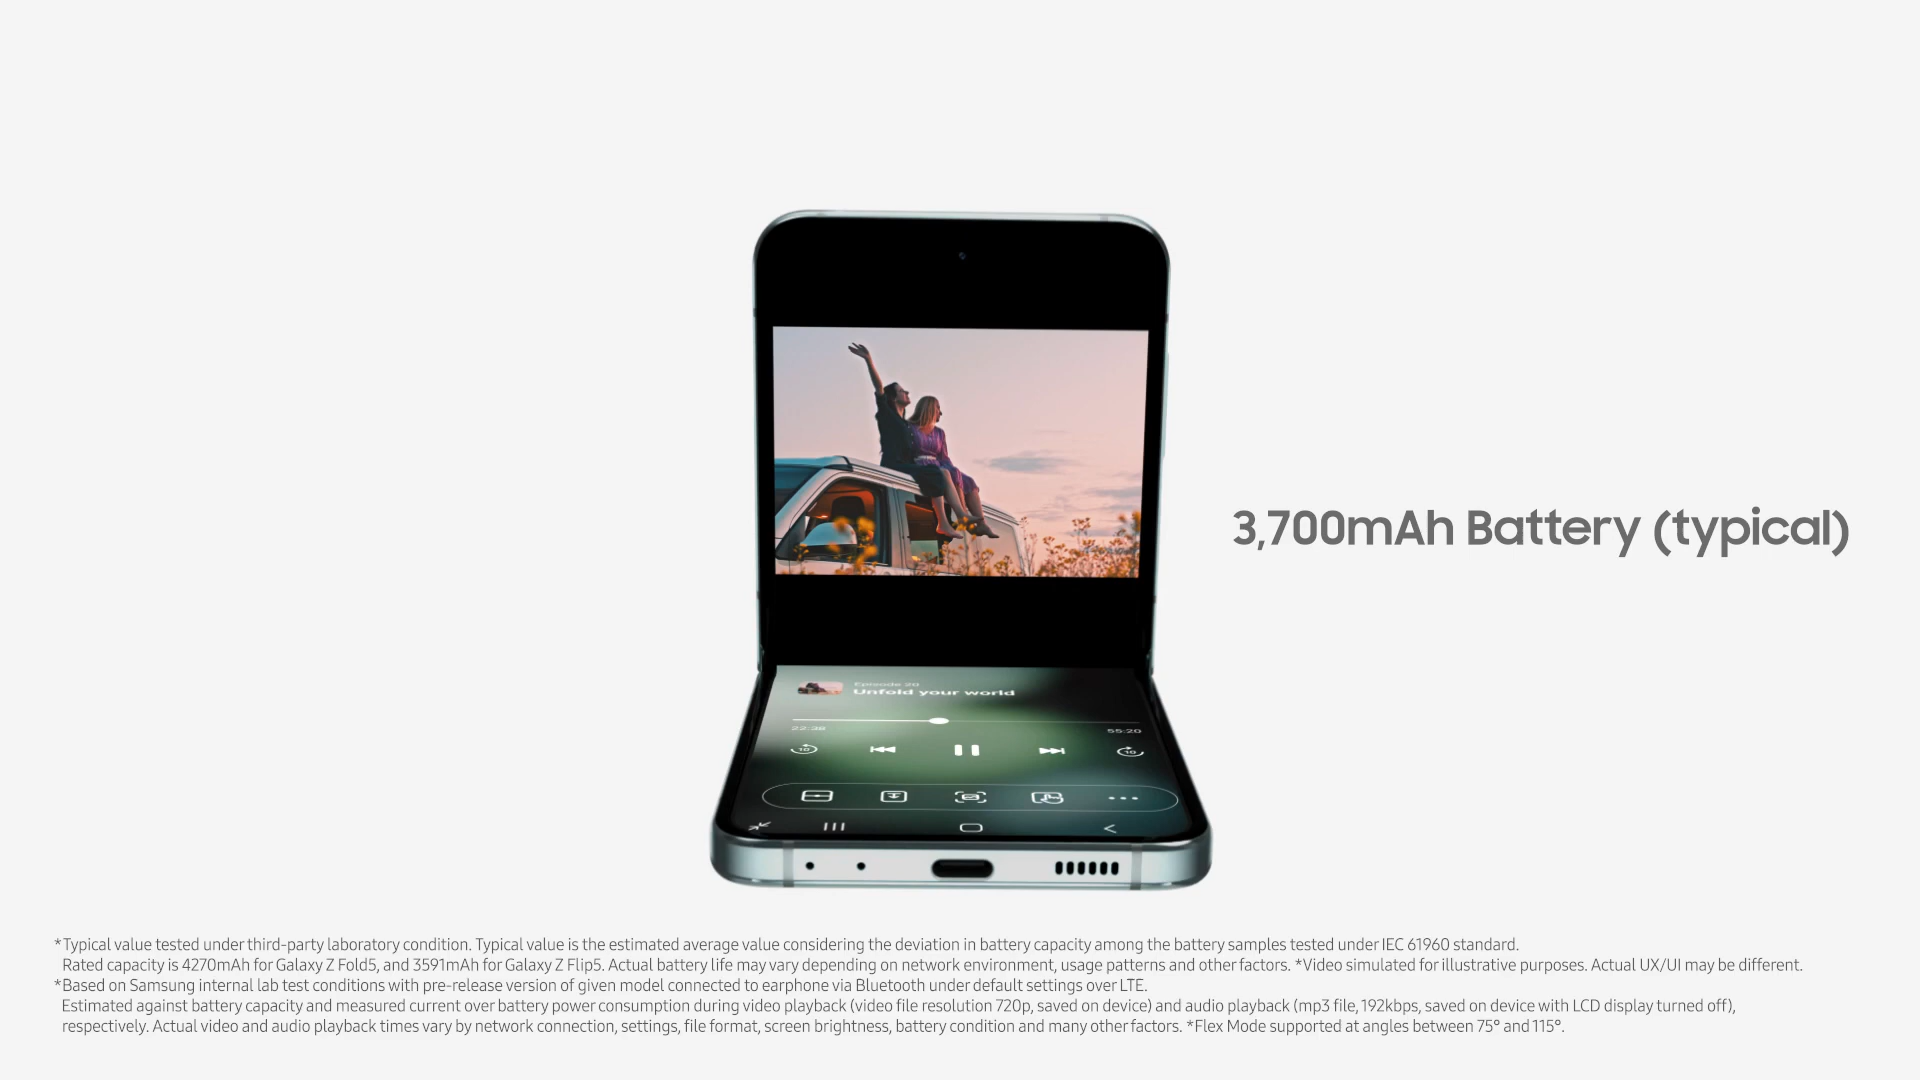 3,700mAh Battery (typical)
Episode 20
Unfold your world
22:38
55:20
10
10
*Typical value tested under third-party laboratory condition. Typical value is the estimated average value considering the deviation in battery capacity among the battery samples tested under IEC 61960 standard.
Rated capacity is 4270mAh for Galaxy Z Fold5, and 3591mAh for Galaxy Z Flip5. Actual battery life may vary depending on network environment, usage patterns and other factors. *Video simulated for illustrative purposes. Actual UX/UI may be different.
*Based on Samsung internal lab test conditions with pre-release version of given model connected to earphone via Bluetooth under default settings over LTE.
Estimated against battery capacity and measured current over battery power consumption during video playback (video file resolution 720p, saved on device) and audio playback (mp3 file, 192kbps, saved on device with LCD display turned off),
respectively. Actual video and audio playback times vary by network connection, settings, file format, screen brightness, battery condition and many other factors. *Flex Mode supported at angles between 75° and 115°.